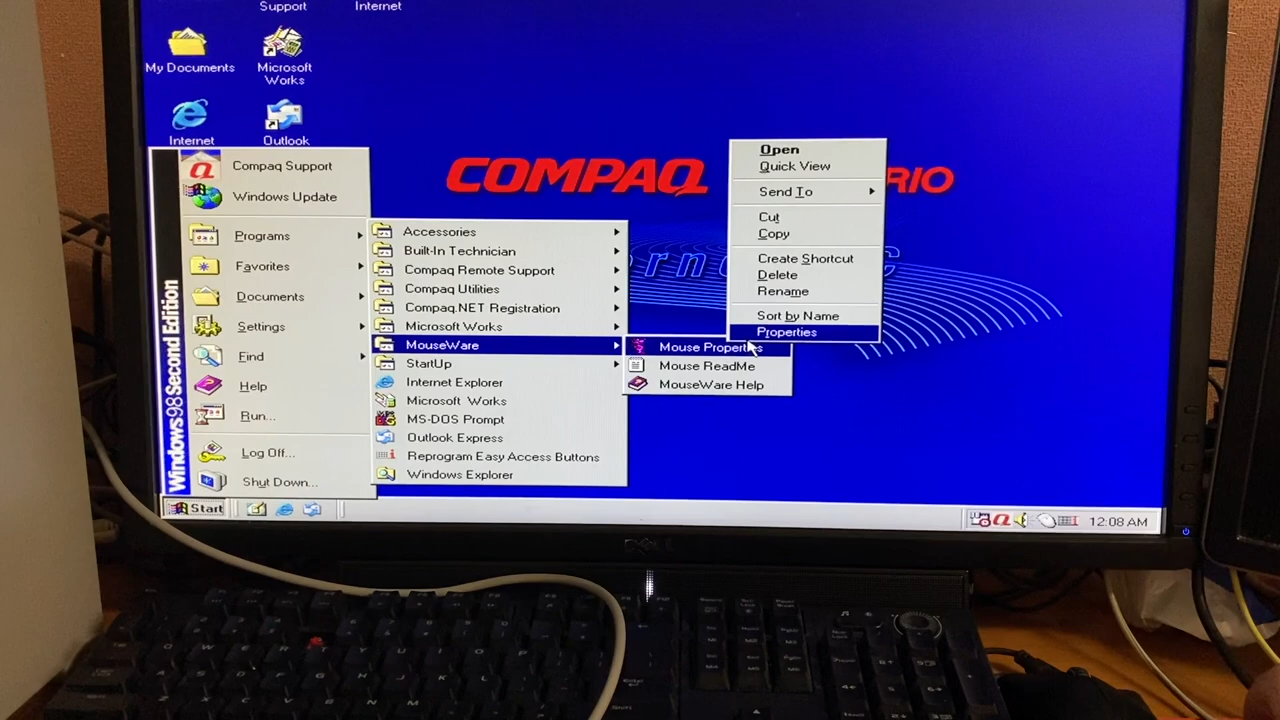 Support
Internet
My Documents
Microsoft
Works
Internet
Outlook
COMPAQ
RIO
Windows98 Second Edition
Compaq Support
Windows Update
Programs
Favorites
Documents
Settings
Find
Help
Run...
Log Off...
Shut Down...
Accessories
Built-In Technician
Compaq Remote Support
Compaq Utilities
Compaq.NET Registration
Microsoft Works
MouseWare
StartUp
Internet Explorer
Microsoft Works
MS-DOS Prompt
Outlook Express
Reprogram Easy Access Buttons
Windows Explorer
Mouse Properties
Mouse ReadMe
MouseWare Help
Open
Quick View
Send To
Cut
Copy
Create Shortcut
Delete
Rename
Sort by Name
Properties
Start
12:08 AM
DELL